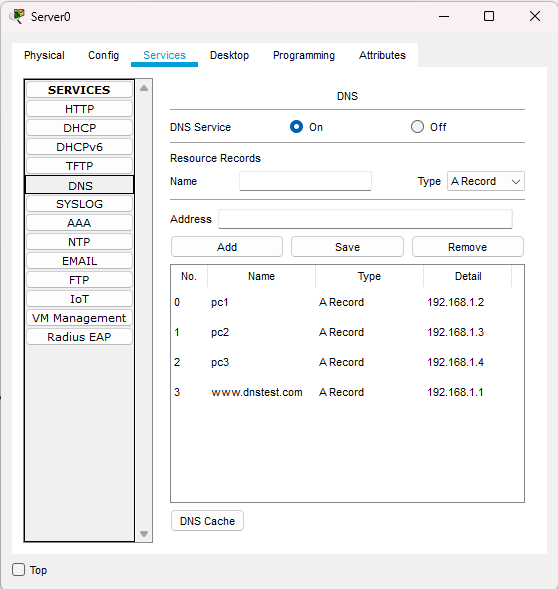 Server0
Physical Config Services Desktop Programming Attributes
SERVICES
HTTP
DHCP
DHCPv6
TFTP
DNS
SYSLOG
AAA
NTP
EMAIL
FTP
IoT
VM Management
Radius EAP
DNS
DNS Service On Off
Resource Records
Name Type A Record
Address
Add Save Remove
No. Name Type Detail
0 pc1 A Record 192.168.1.2
1 pc2 A Record 192.168.1.3
2 pc3 A Record 192.168.1.4
3 www.dnstest.com A Record 192.168.1.1
DNS Cache
Top